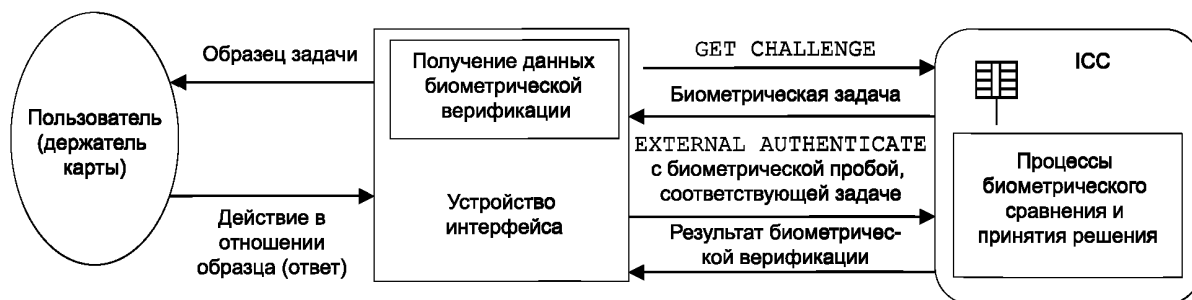 Пользователь
(держатель
карты)
Образец задачи
Действие в
отношении
образца (ответ)
Получение данных
биометрической
верификации
Устройство
интерфейса
GET CHALLENGE
Биометрическая задача
EXTERNAL AUTHENTICATE
с биометрической пробой,
соответствующей задаче
Результат биометричес-
кой верификации
ICC
Процессы
биометрического
сравнения и
принятия решения